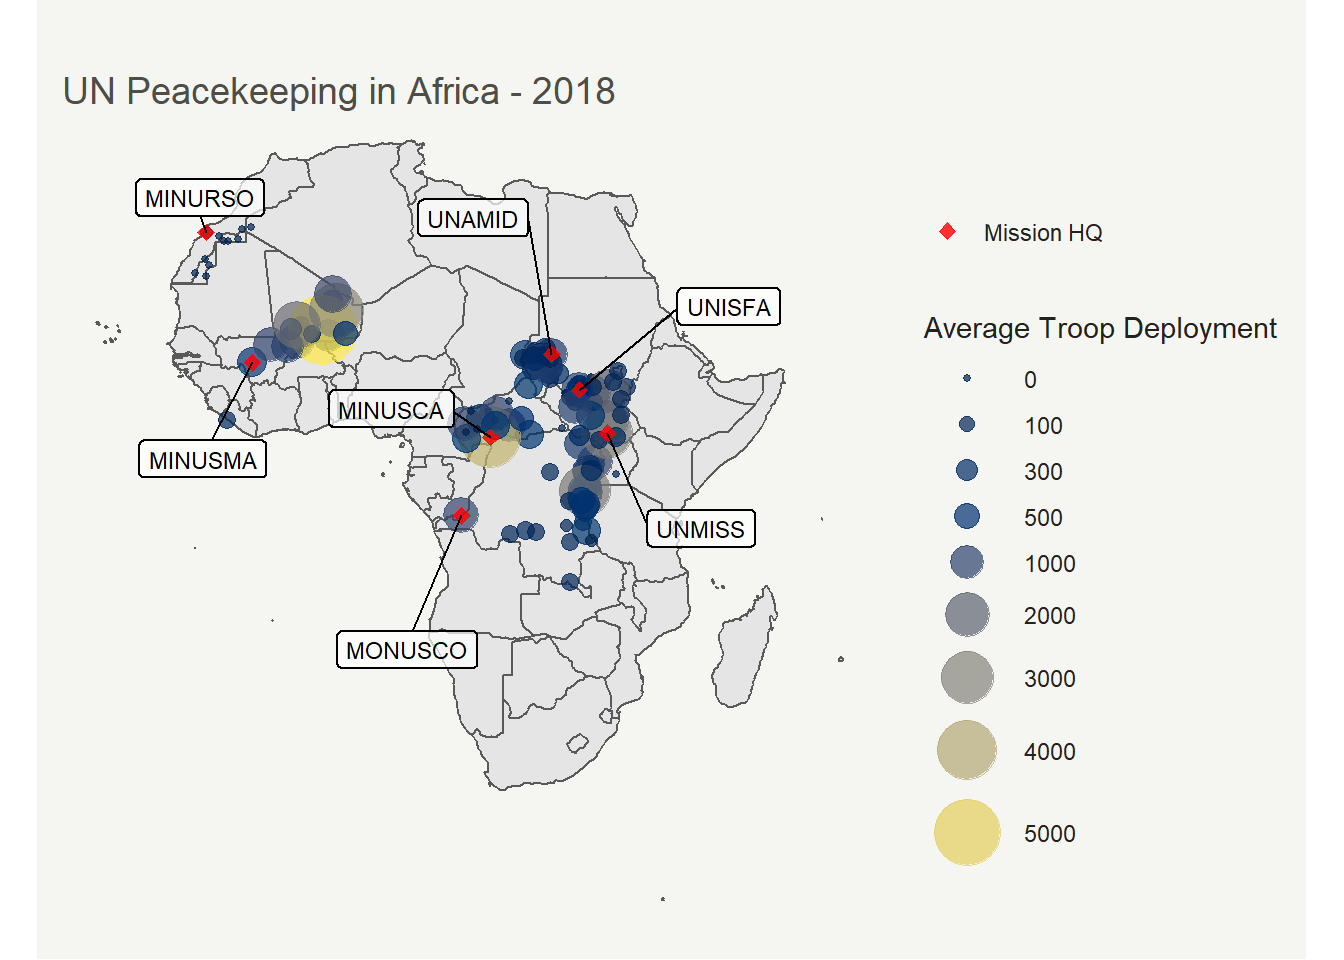 UN Peacekeeping in Africa - 2018
MINURSO
UNAMID
UNISFA
MINUSCA
MINUSMA
UNMISS
MONUSCO
Mission HQ
Average Troop Deployment
0
100
300
500
1000
2000
3000
4000
5000